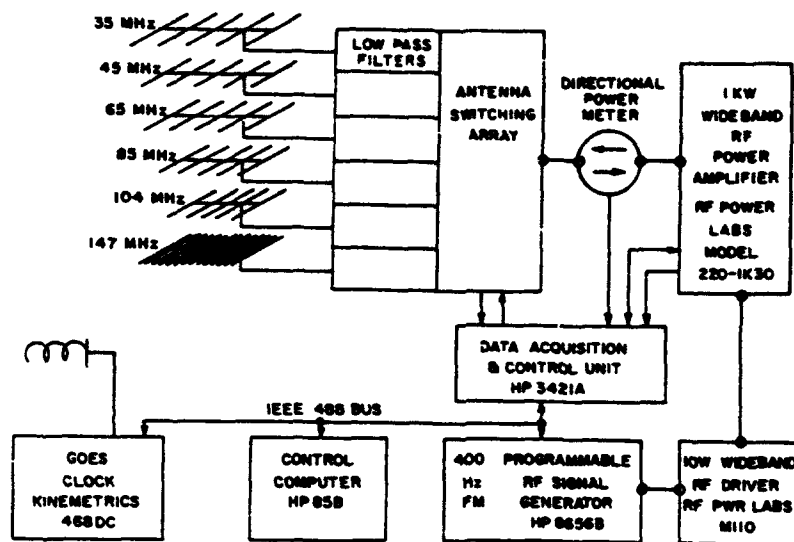 35 MHz
45 MHz
65 MHz
85 MHz
104 MHz
147 MHz
LOW PASS
FILTERS
ANTENNA
SWITCHING
ARRAY
DIRECTIONAL
POWER
METER
1 KW
WIDEBAND
RF
POWER
AMPLIFIER
RF POWER
LABS
MODEL
220-1K30
DATA ACQUISITION
& CONTROL UNIT
HP 3421A
IEEE 488 BUS
GOES
CLOCK
KINEMETRICS
468DC
CONTROL
COMPUTER
HP 85B
400
Hz
FM
PROGRAMMABLE
RF SIGNAL
GENERATOR
HP 8656B
10W WIDEBAND
RF DRIVER
RF PWR LABS
M110